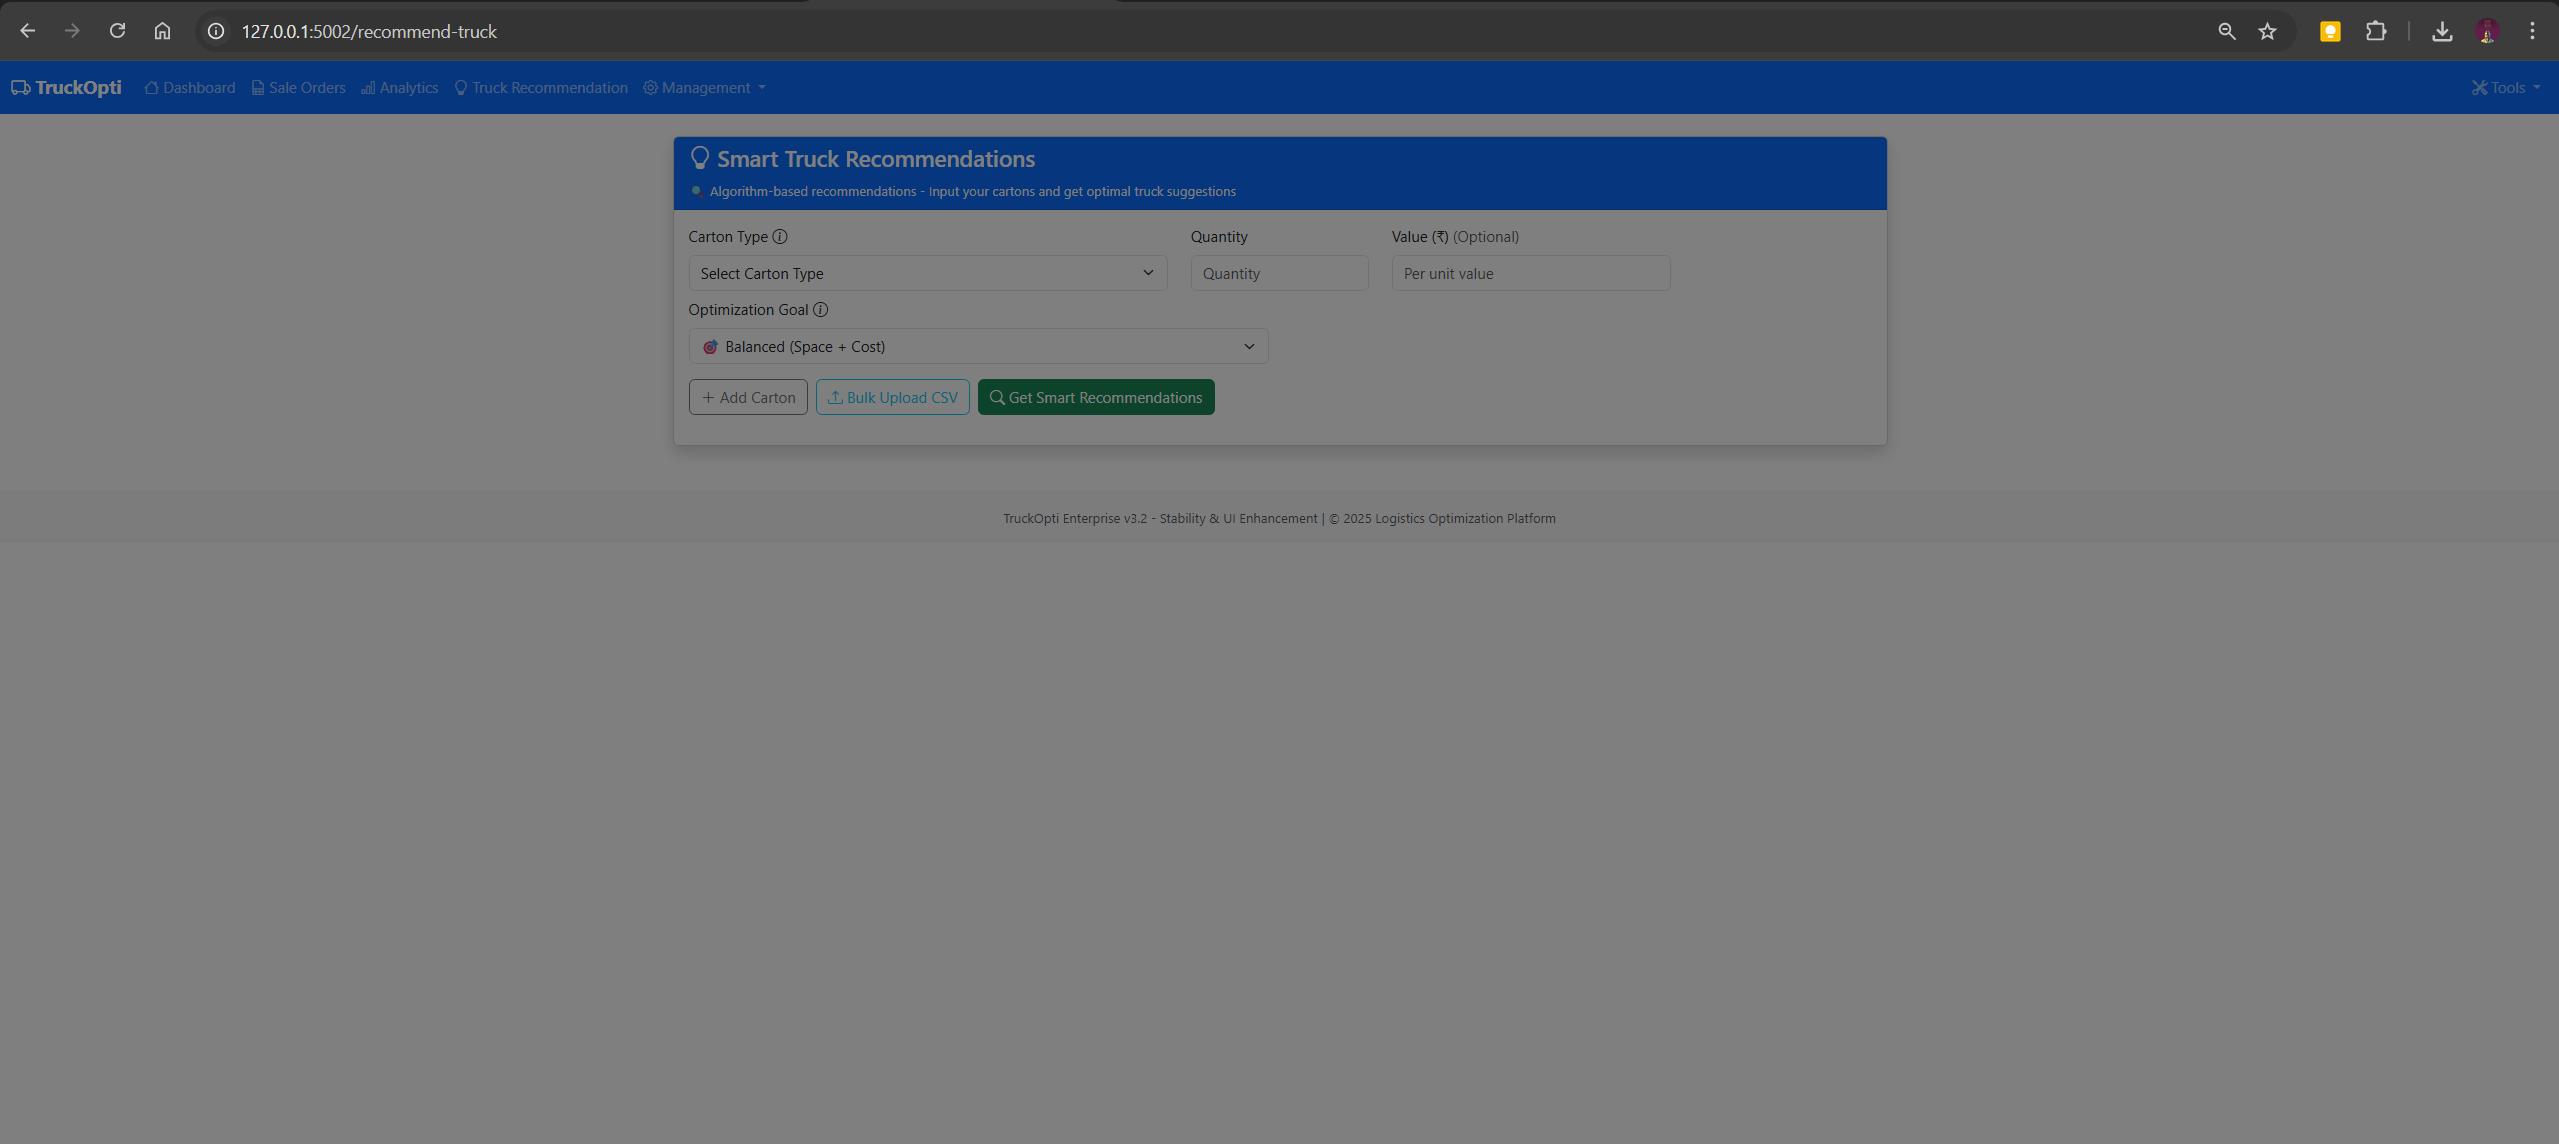 127.0.0.1:5002/recommend-truck
TruckOpti Dashboard Sale Orders Analytics Truck Recommendation Management Tools
Smart Truck Recommendations
Algorithm-based recommendations - Input your cartons and get optimal truck suggestions
Carton Type Quantity Value (₹) (Optional)
Select Carton Type Quantity Per unit value
Optimization Goal
Balanced (Space + Cost)
+ Add Carton Bulk Upload CSV Get Smart Recommendations
TruckOpti Enterprise v3.2 - Stability & UI Enhancement | © 2025 Logistics Optimization Platform